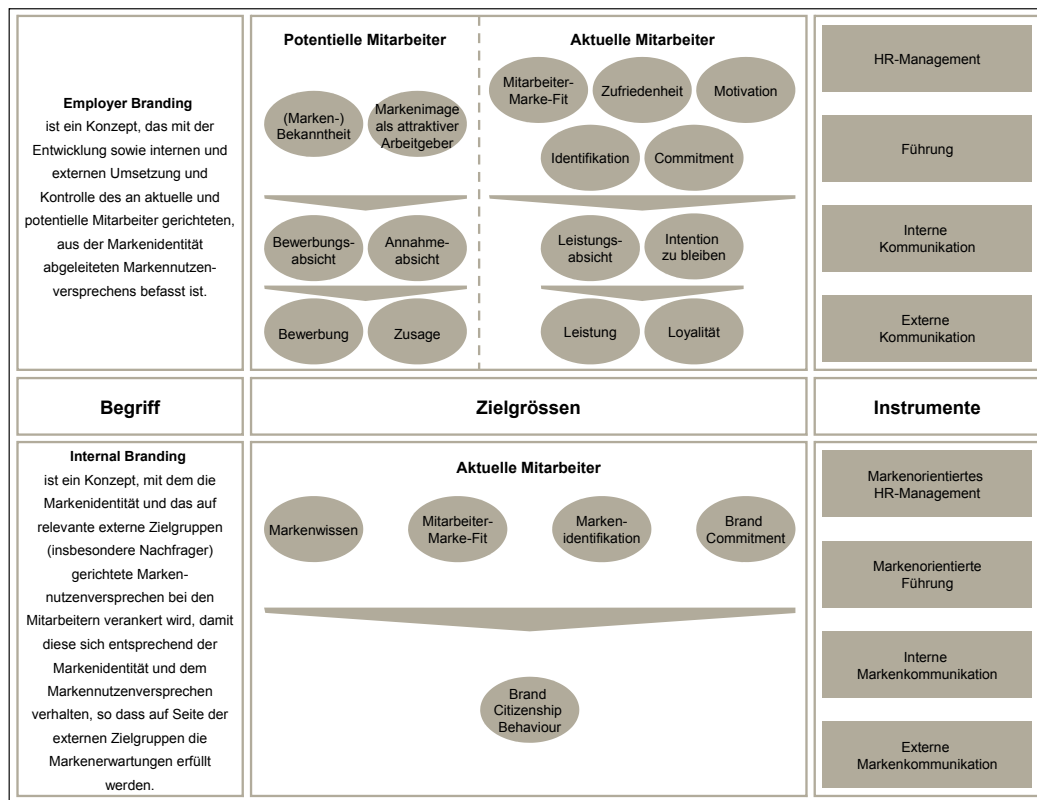 Employer Branding
ist ein Konzept, das mit der
Entwicklung sowie internen und
externen Umsetzung und
Kontrolle des an aktuelle und
potentielle Mitarbeiter gerichteten,
aus der Markenidentität
abgeleiteten Markennutzen-
versprechens befasst ist.
Potentielle Mitarbeiter
(Marken-)
Bekanntheit
Markenimage
als attraktiver
Arbeitgeber
Bewerbungs-
absicht
Annahme-
absicht
Bewerbung
Zusage
Aktuelle Mitarbeiter
Mitarbeiter-
Marke-Fit
Zufriedenheit
Motivation
Identifikation
Commitment
Leistungs-
absicht
Intention
zu bleiben
Leistung
Loyalität
HR-Management
Führung
Interne
Kommunikation
Externe
Kommunikation
Begriff
Zielgrössen
Instrumente
Internal Branding
ist ein Konzept, mit dem die
Markenidentität und das auf
relevante externe Zielgruppen
(insbesondere Nachfrager)
gerichtete Marken-
nutzenversprechen bei den
Mitarbeitern verankert wird, damit
diese sich entsprechend der
Markenidentität und dem
Markennutzenversprechen
verhalten, so dass auf Seite der
externen Zielgruppen die
Markenerwartungen erfüllt
werden.
Aktuelle Mitarbeiter
Markenwissen
Mitarbeiter-
Marke-Fit
Marken-
identifikation
Brand
Commitment
Brand
Citizenship
Behaviour
Markenorientiertes
HR-Management
Markenorientierte
Führung
Interne
Markenkommunikation
Externe
Markenkommunikation